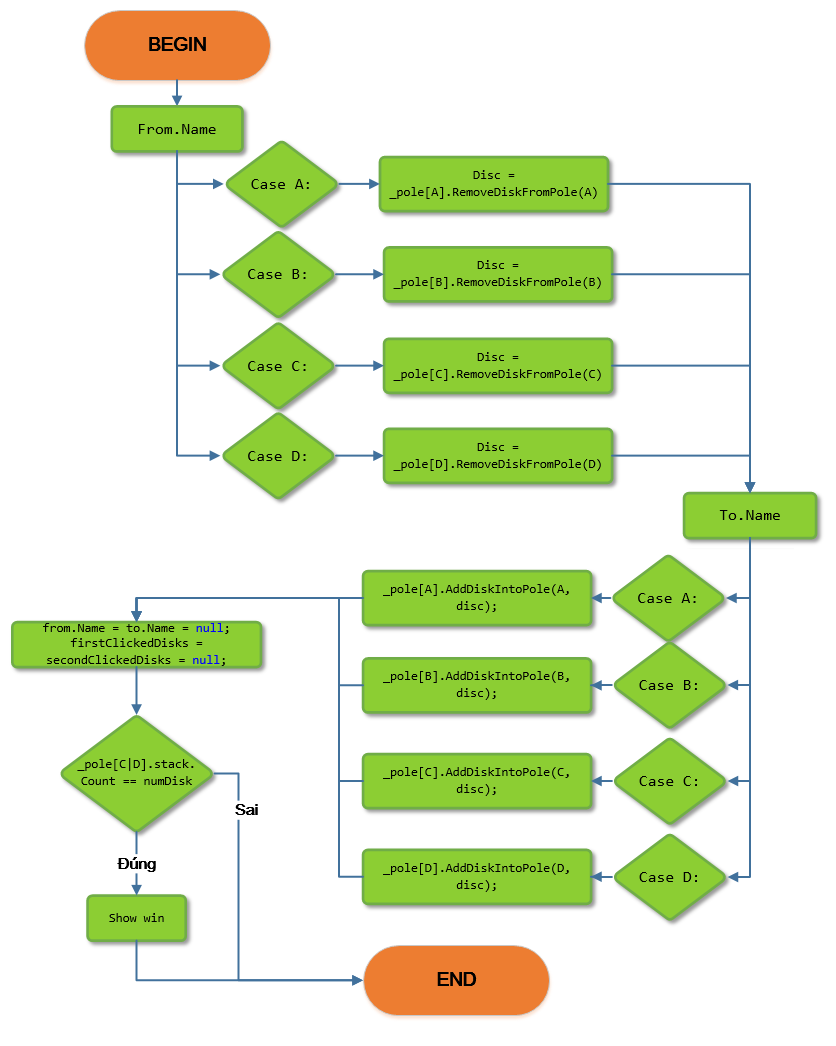 BEGIN
From.Name
Case A:
Disc =
_pole[A].RemoveDiskFromPole(A)
Case B:
Disc =
_pole[B].RemoveDiskFromPole(B)
Case C:
Disc =
_pole[C].RemoveDiskFromPole(C)
Case D:
Disc =
_pole[D].RemoveDiskFromPole(D)
To.Name
Case A:
_pole[A].AddDiskIntoPole(A,
disc);
Case B:
_pole[B].AddDiskIntoPole(B,
disc);
Case C:
_pole[C].AddDiskIntoPole(C,
disc);
Case D:
_pole[D].AddDiskIntoPole(D,
disc);
from.Name = to.Name = null;
firstClickedDisks =
secondClickedDisks = null;
_pole[C|D].stack.
Count == numDisk
Sai
Đúng
Show win
END